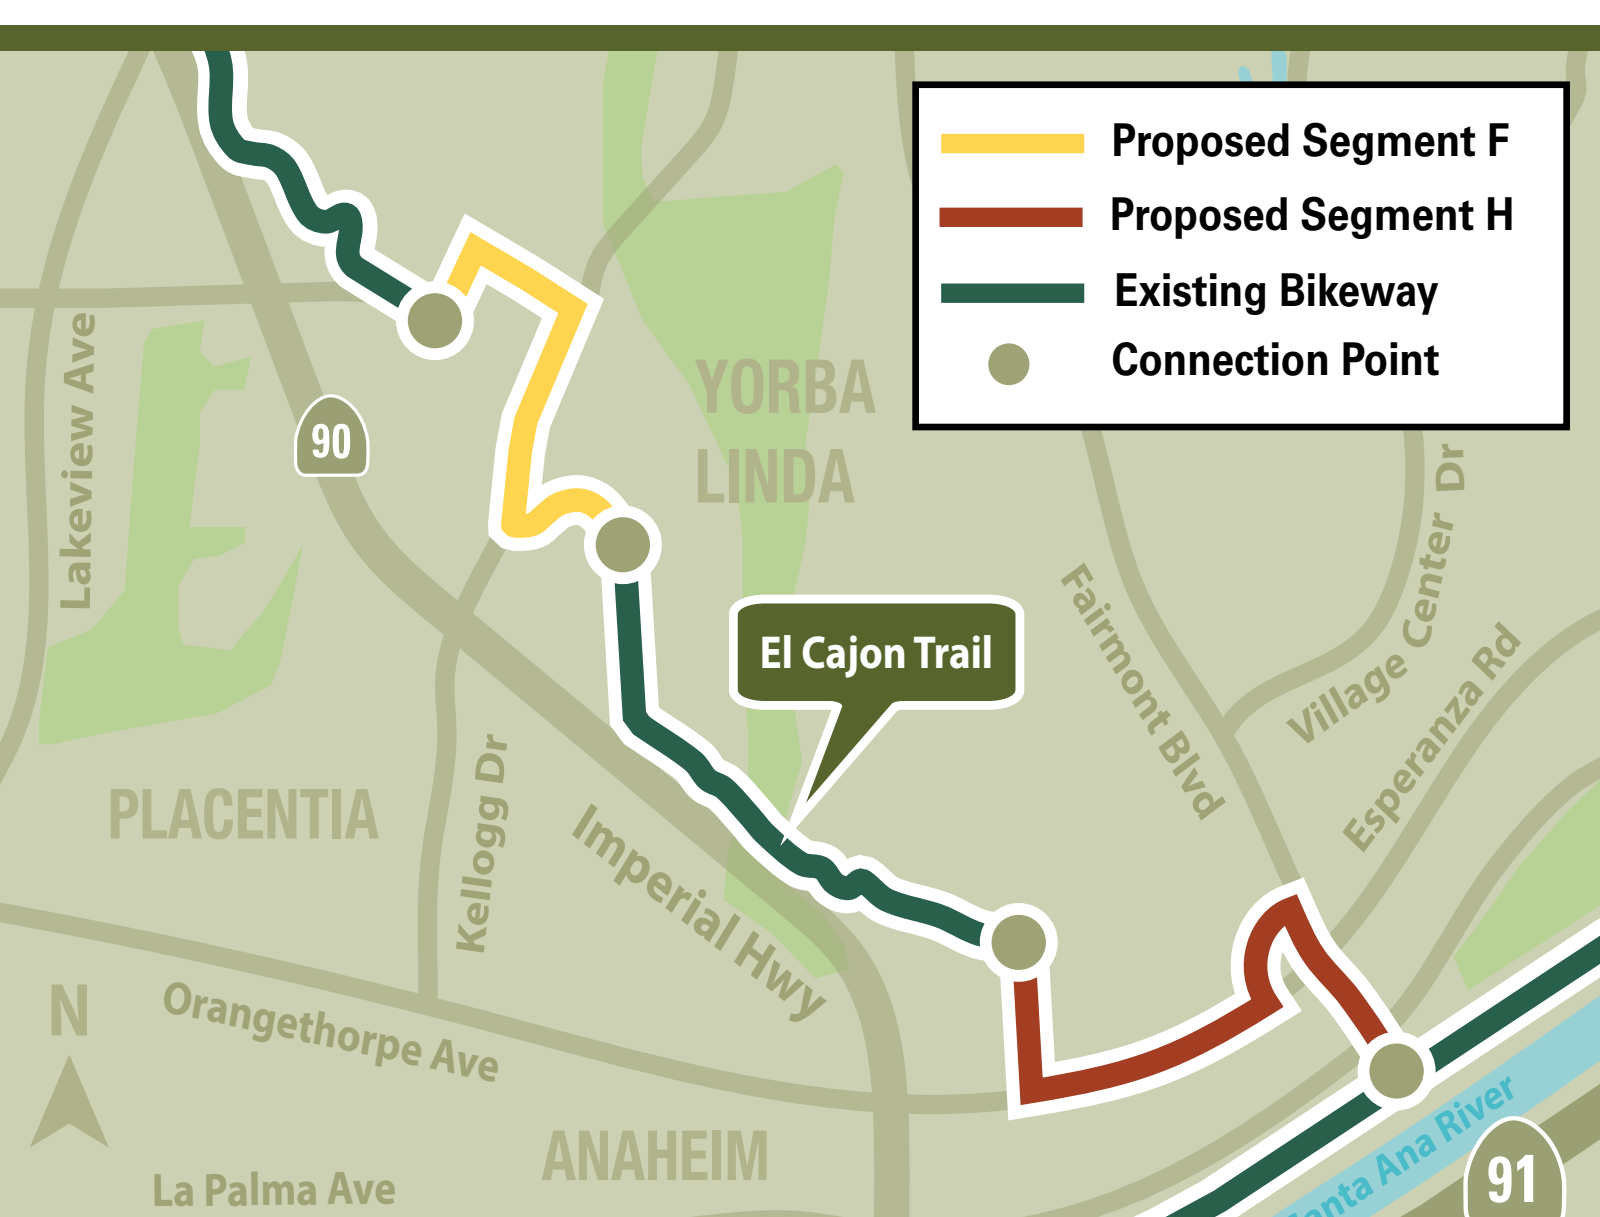 Proposed Segment F
Proposed Segment H
Existing Bikeway
Connection Point
Lakeview Ave
90
YORBA
LINDA
El Cajon Trail
Fairmont Blvd
Village Center Dr
Esperanza Rd
PLACENTIA
Kellogg Dr
Imperial Hwy
N
Orangethorpe Ave
ANAHEIM
La Palma Ave
Ana River
91